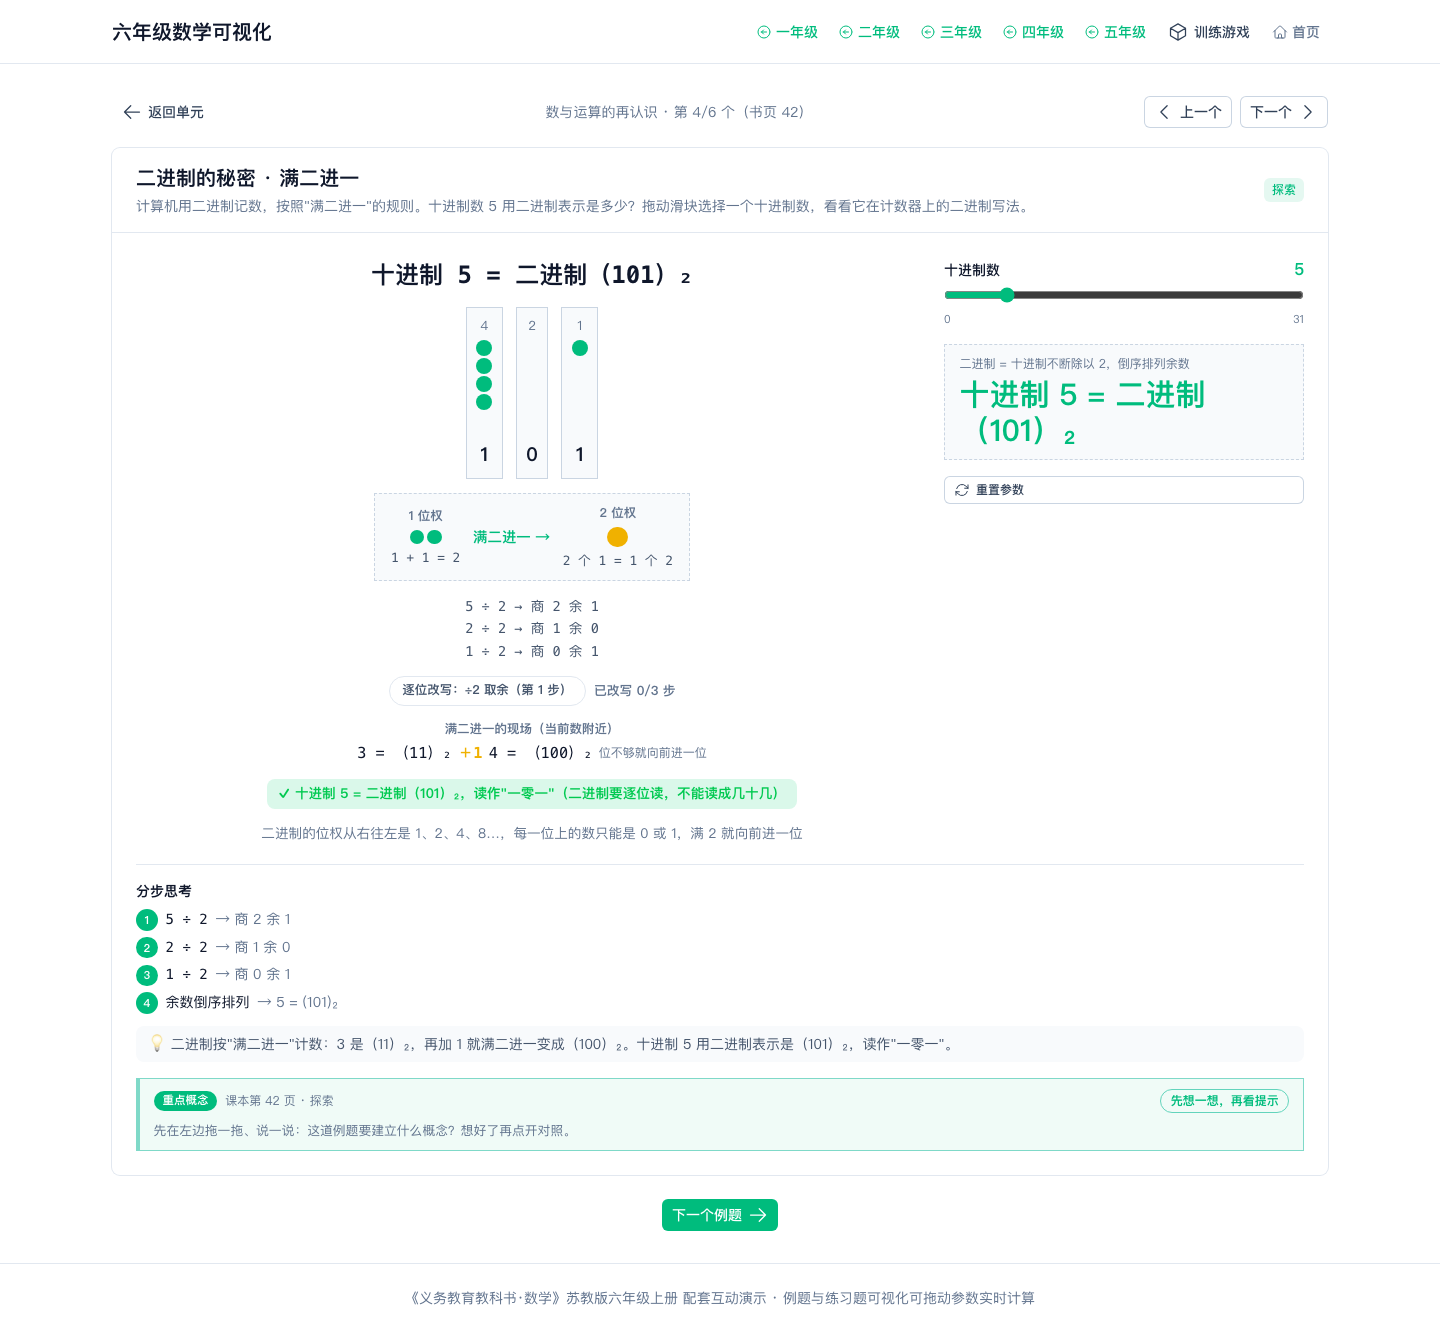 六年级数学可视化
一年级 二年级 三年级 四年级 五年级 训练游戏 首页
返回单元
数与运算的再认识 · 第 4/6 个（书页 42）
上一个 下一个
二进制的秘密 · 满二进一
计算机用二进制记数，按照"满二进一"的规则。十进制数 5 用二进制表示是多少？拖动滑块选择一个十进制数，看看它在计数器上的二进制写法。
探索
十进制 5 = 二进制（101）₂
4 2 1
1 0 1
1 位权
1 + 1 = 2
满二进一 →
2 位权
2 个 1 = 1 个 2
5 ÷ 2 → 商 2 余 1
2 ÷ 2 → 商 1 余 0
1 ÷ 2 → 商 0 余 1
逐位改写：÷2 取余（第 1 步） 已改写 0/3 步
满二进一的现场（当前数附近）
3 = （11）₂ +1 4 = （100）₂ 位不够就向前进一位
✓ 十进制 5 = 二进制（101）₂，读作"一零一"（二进制要逐位读，不能读成几十几）
二进制的位权从右往左是 1、2、4、8…，每一位上的数只能是 0 或 1，满 2 就向前进一位
十进制数 5
0 31
二进制 = 十进制不断除以 2，倒序排列余数
十进制 5 = 二进制
（101）₂
重置参数
分步思考
1 5 ÷ 2 → 商 2 余 1
2 2 ÷ 2 → 商 1 余 0
3 1 ÷ 2 → 商 0 余 1
4 余数倒序排列 → 5 = (101)₂
💡 二进制按"满二进一"计数：3 是（11）₂，再加 1 就满二进一变成（100）₂。十进制 5 用二进制表示是（101）₂，读作"一零一"。
重点概念 课本第 42 页 · 探索
先想一想，再看提示
先在左边拖一拖、说一说：这道例题要建立什么概念？想好了再点开对照。
下一个例题
《义务教育教科书·数学》苏教版六年级上册 配套互动演示 · 例题与练习题可视化可拖动参数实时计算